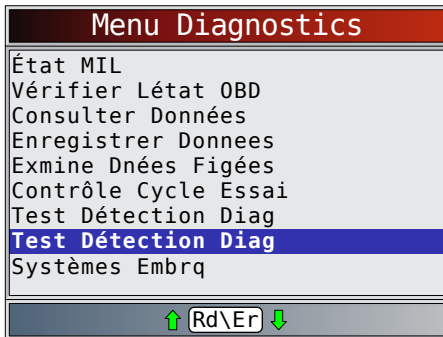 Menu Diagnostics
État MIL
Vérifier Létat OBD
Consulter Données
Enregistrer Donnees
Exmine Dnées Figées
Contrôle Cycle Essai
Test Détection Diag
Test Détection Diag
Systèmes Embrq
Rd\Er